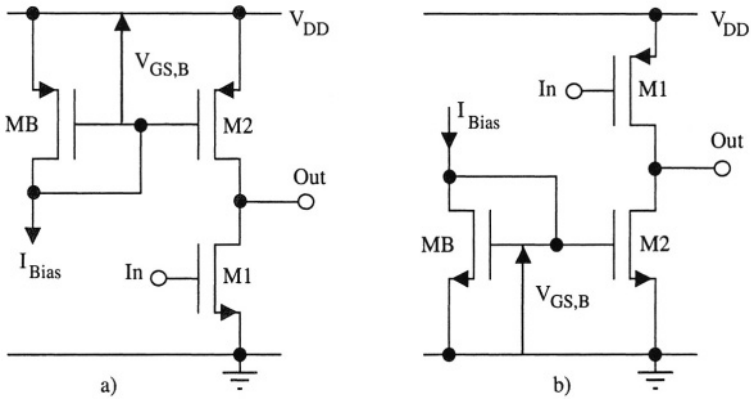 V_DD
V_GS,B
MB
M2
Out
I_Bias
In
M1
a)
V_DD
In
M1
I_Bias
Out
MB
M2
V_GS,B
b)